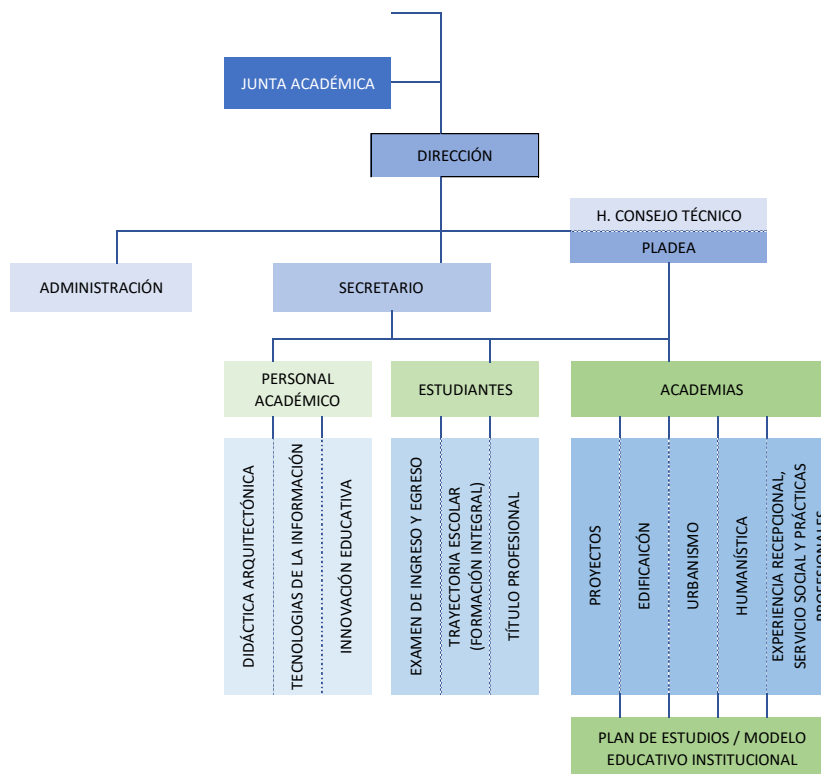 JUNTA ACADÉMICA
DIRECCIÓN
H. CONSEJO TÉCNICO
PLADEA
ADMINISTRACIÓN
SECRETARIO
PERSONAL
ACADÉMICO
ESTUDIANTES
ACADEMIAS
DIDÁCTICA ARQUITECTÓNICA
TECNOLOGIAS DE LA INFORMACIÓN
INNOVACIÓN EDUCATIVA
EXAMEN DE INGRESO Y EGRESO
TRAYECTORIA ESCOLAR
(FORMACIÓN INTEGRAL)
TÍTULO PROFESIONAL
PROYECTOS
EDIFICAICÓN
URBANISMO
HUMANÍSTICA
EXPERIENCIA RECEPCIONAL,
SERVICIO SOCIAL Y PRÁCTICAS
PROFESIONALES
PLAN DE ESTUDIOS / MODELO
EDUCATIVO INSTITUCIONAL